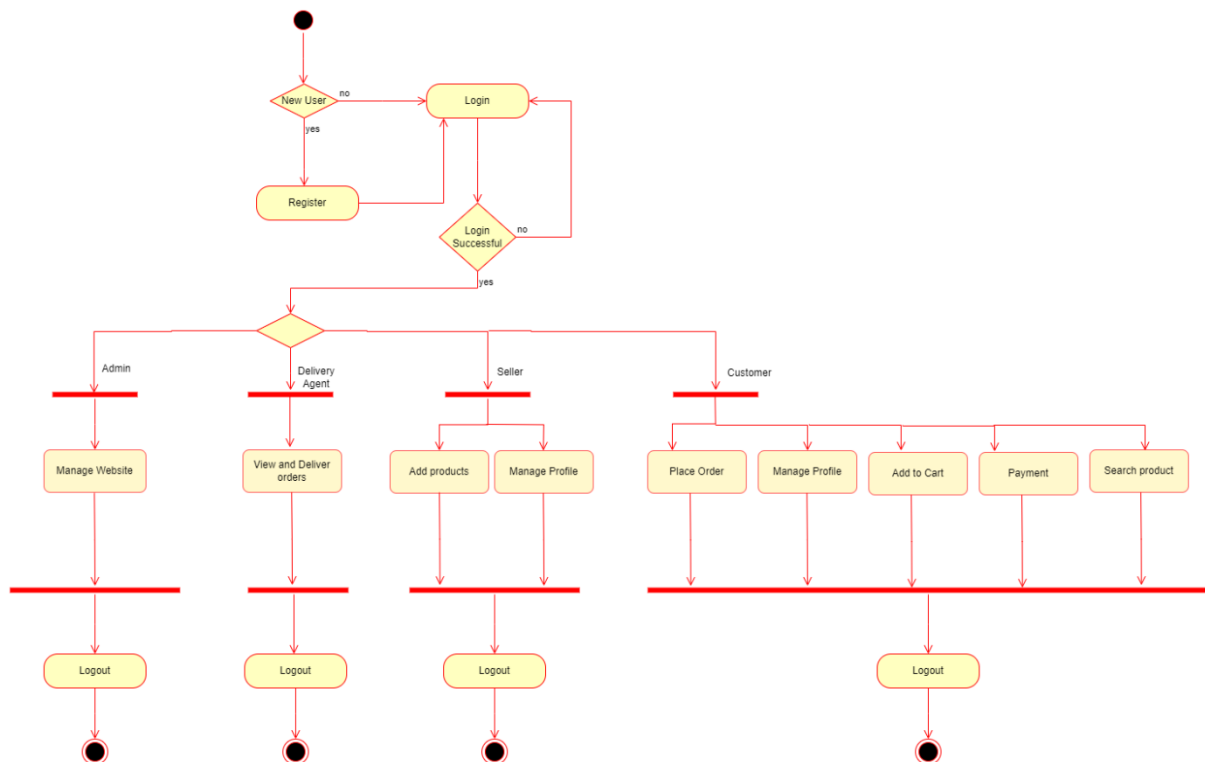 New User
no
Login
yes
Register
Login
Successful
no
yes
Admin
Delivery
Agent
Seller
Customer
Manage Website
View and Deliver
orders
Add products
Manage Profile
Place Order
Manage Profile
Add to Cart
Payment
Search product
Logout
Logout
Logout
Logout